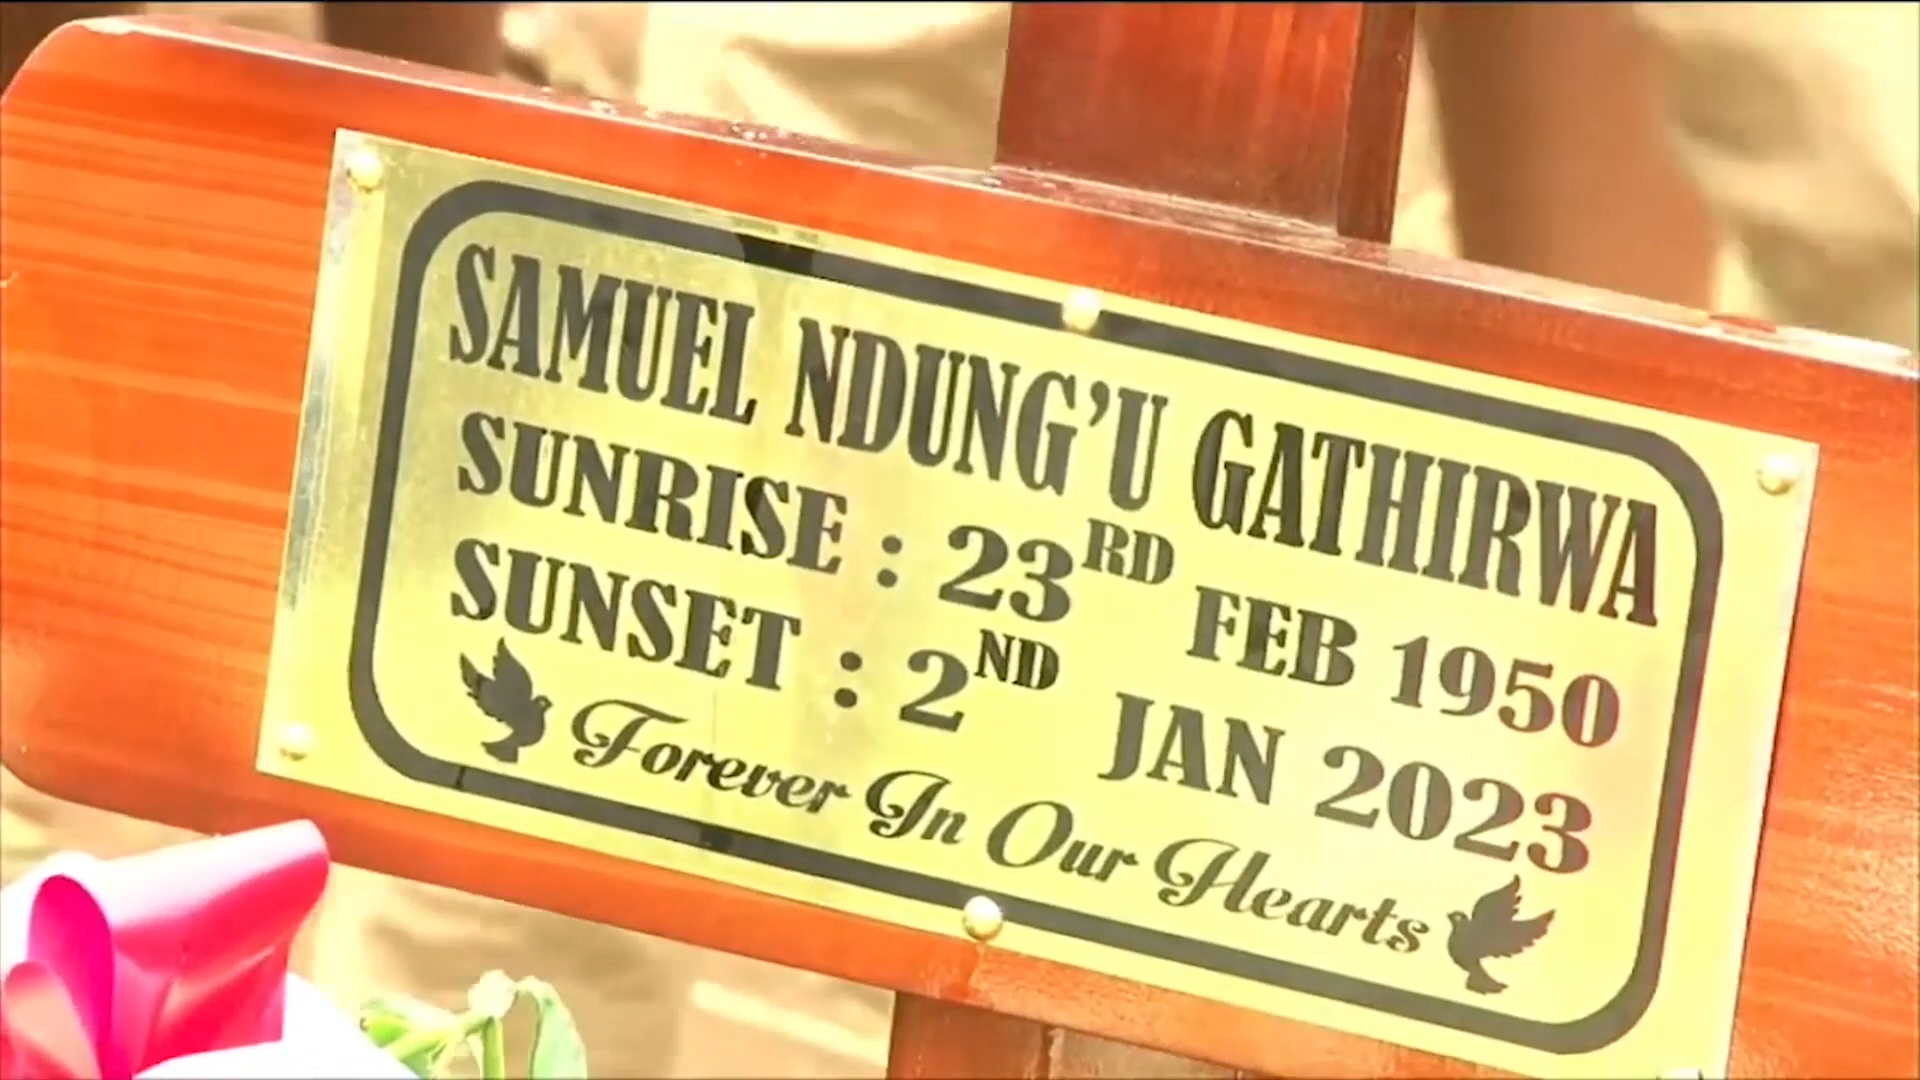 SAMUEL NDUNG'U GATHIRWA
SUNRISE : 23RD FEB 1950
SUNSET : 2ND JAN 2023
Forever In Our Hearts